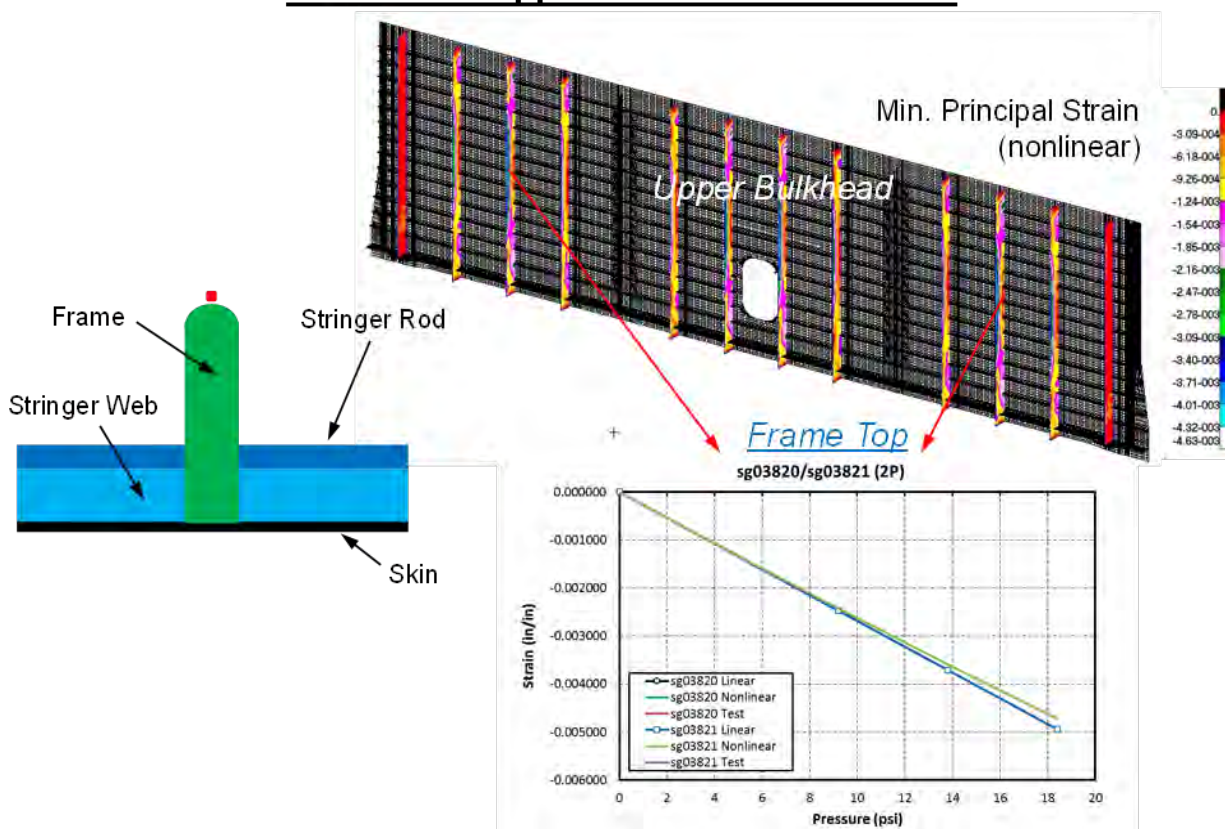 Min. Principal Strain
(nonlinear)
Upper Bulkhead
0.
-3.09-004
-6.18-004
-9.26-004
-1.24-003
-1.54-003
-1.85-003
-2.16-003
-2.47-003
-2.78-003
-3.09-003
-3.40-003
-3.71-003
-4.01-003
-4.32-003
-4.63-003
Frame
Stringer Rod
Stringer Web
Skin
Frame Top
sg03820/sg03821 (2P)
0.000000
-0.001000
-0.002000
-0.003000
-0.004000
-0.005000
-0.006000
Strain (in/in)
sg03820 Linear
sg03820 Nonlinear
sg03820 Test
sg03821 Linear
sg03821 Nonlinear
sg03821 Test
0 2 4 6 8 10 12 14 16 18 20
Pressure (psi)